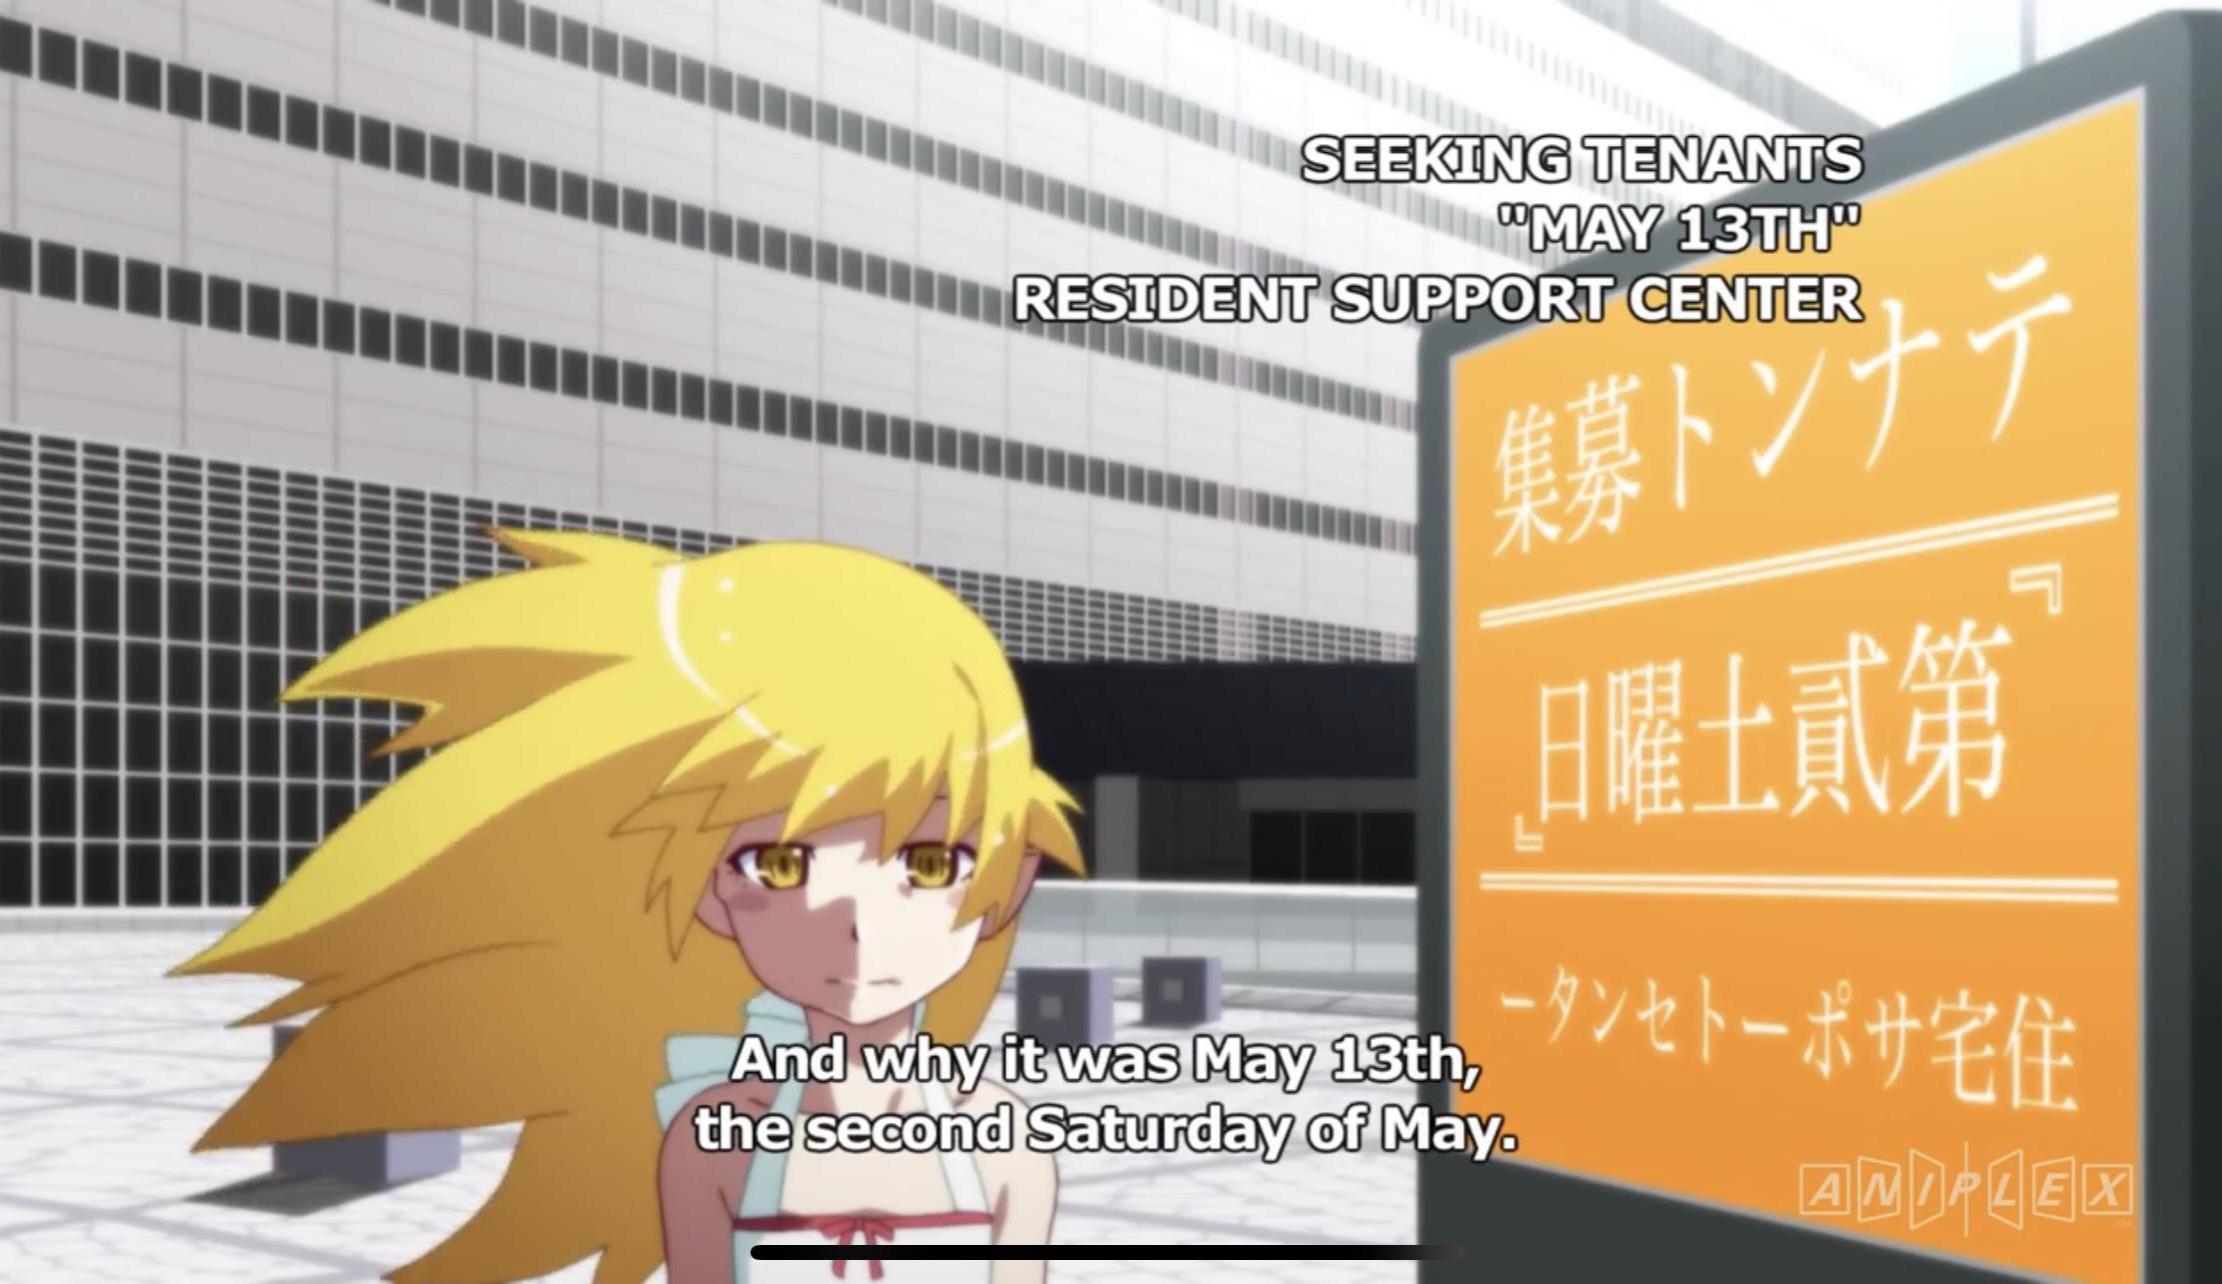 SEEKING TENANTS
"MAY 13TH"
RESIDENT SUPPORT CENTER
テナント募集
『第貳土曜日』
住宅サポートセンター
And why it was May 13th,
the second Saturday of May.
ANIPLEX